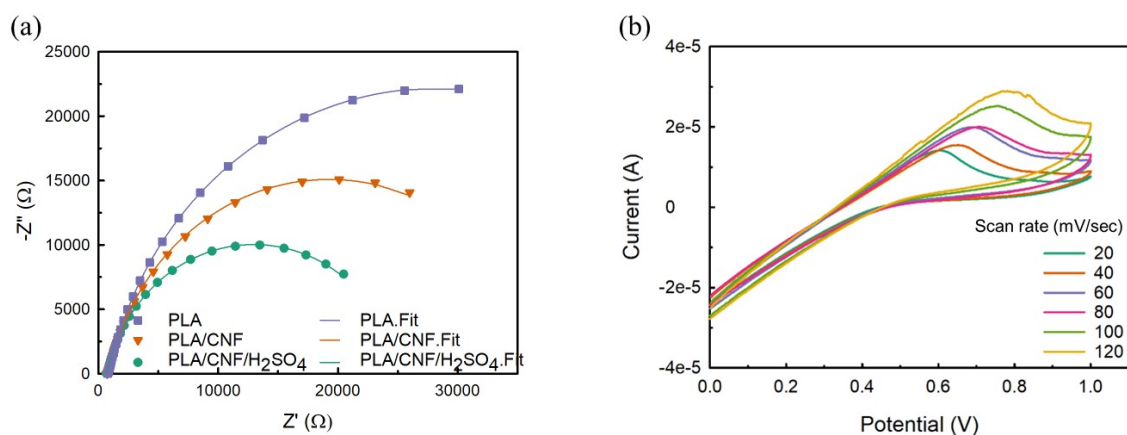 (a)
25000
20000
15000
10000
5000
0
-Z" (Ω)
PLA
PLA.Fit
PLA/CNF
PLA/CNF.Fit
PLA/CNF/H₂SO₄
PLA/CNF/H₂SO₄.FIt
0 10000 20000 30000
Z' (Ω)
(b)
4e-5
2e-5
0
-2e-5
-4e-5
Current (A)
Scan rate (mV/sec)
20
40
60
80
100
120
0.0 0.2 0.4 0.6 0.8 1.0
Potential (V)